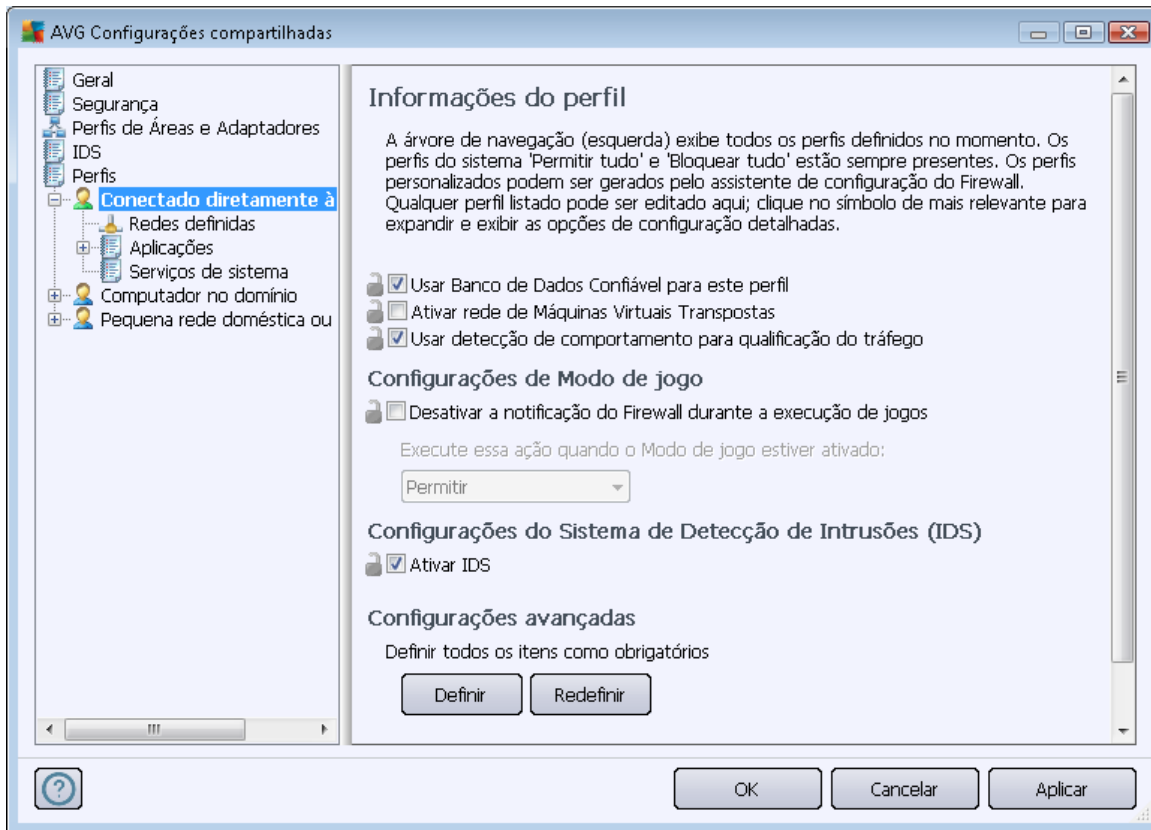 AVG Configurações compartilhadas
Geral
Segurança
Perfis de Áreas e Adaptadores
IDS
Perfis
Conectado diretamente à
Redes definidas
Aplicações
Serviços de sistema
Computador no domínio
Pequena rede doméstica ou
Informações do perfil
A árvore de navegação (esquerda) exibe todos os perfis definidos no momento. Os
perfis do sistema 'Permitir tudo' e 'Bloquear tudo' estão sempre presentes. Os perfis
personalizados podem ser gerados pelo assistente de configuração do Firewall.
Qualquer perfil listado pode ser editado aqui; clique no símbolo de mais relevante para
expandir e exibir as opções de configuração detalhadas.
Usar Banco de Dados Confiável para este perfil
Ativar rede de Máquinas Virtuais Transpostas
Usar detecção de comportamento para qualificação do tráfego
Configurações de Modo de jogo
Desativar a notificação do Firewall durante a execução de jogos
Execute essa ação quando o Modo de jogo estiver ativado:
Permitir
Configurações do Sistema de Detecção de Intrusões (IDS)
Ativar IDS
Configurações avançadas
Definir todos os itens como obrigatórios
Definir
Redefinir
?
OK
Cancelar
Aplicar